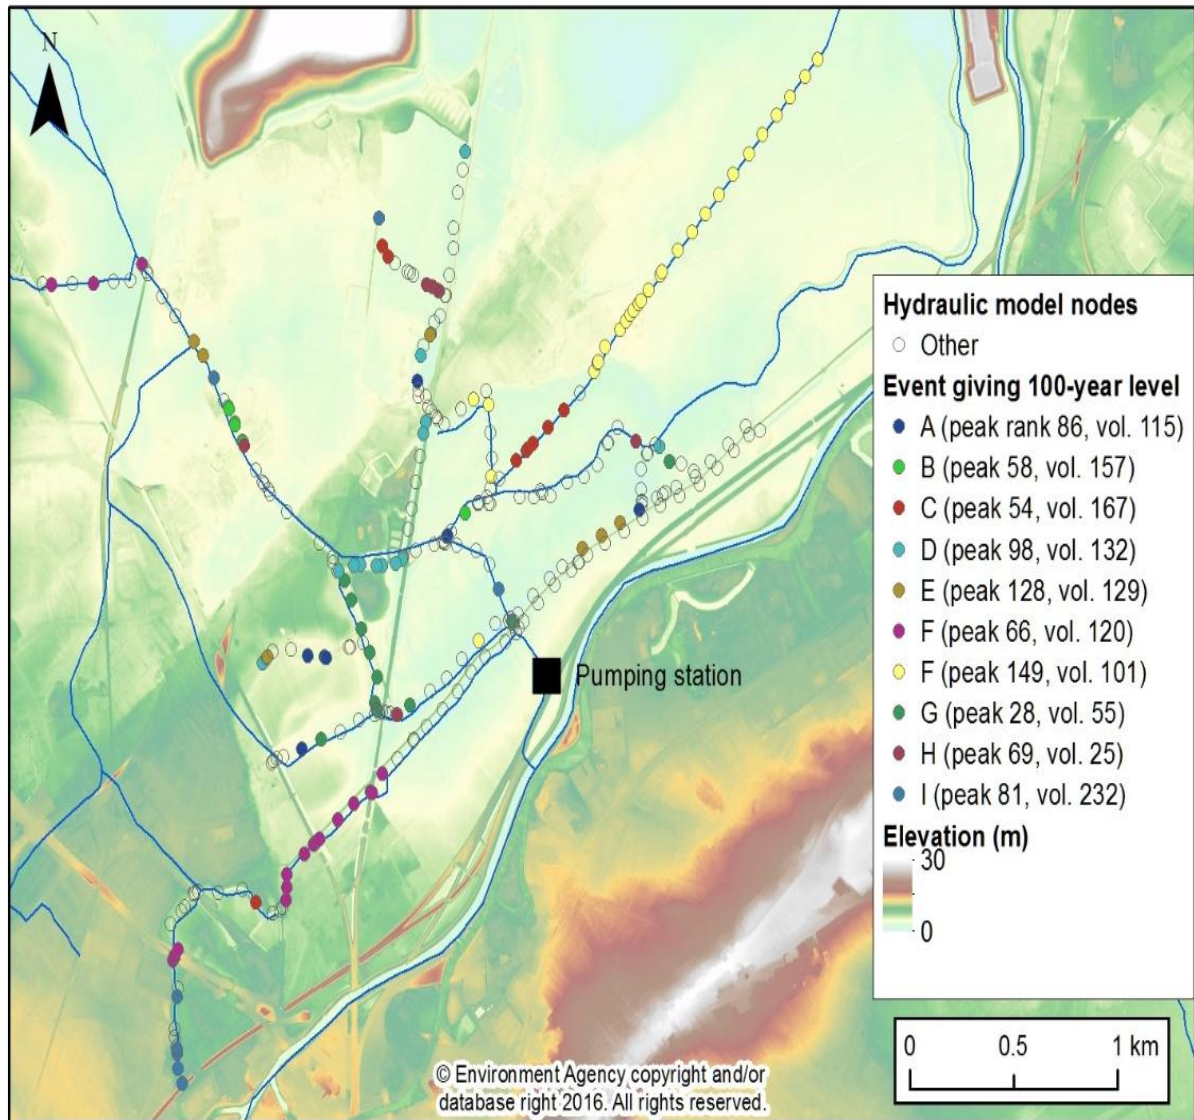 N
Hydraulic model nodes
Other
Event giving 100-year level
A (peak rank 86, vol. 115)
B (peak 58, vol. 157)
C (peak 54, vol. 167)
D (peak 98, vol. 132)
E (peak 128, vol. 129)
F (peak 66, vol. 120)
F (peak 149, vol. 101)
G (peak 28, vol. 55)
H (peak 69, vol. 25)
I (peak 81, vol. 232)
Elevation (m)
30
0
Pumping station
0 0.5 1 km
© Environment Agency copyright and/or
database right 2016. All rights reserved.